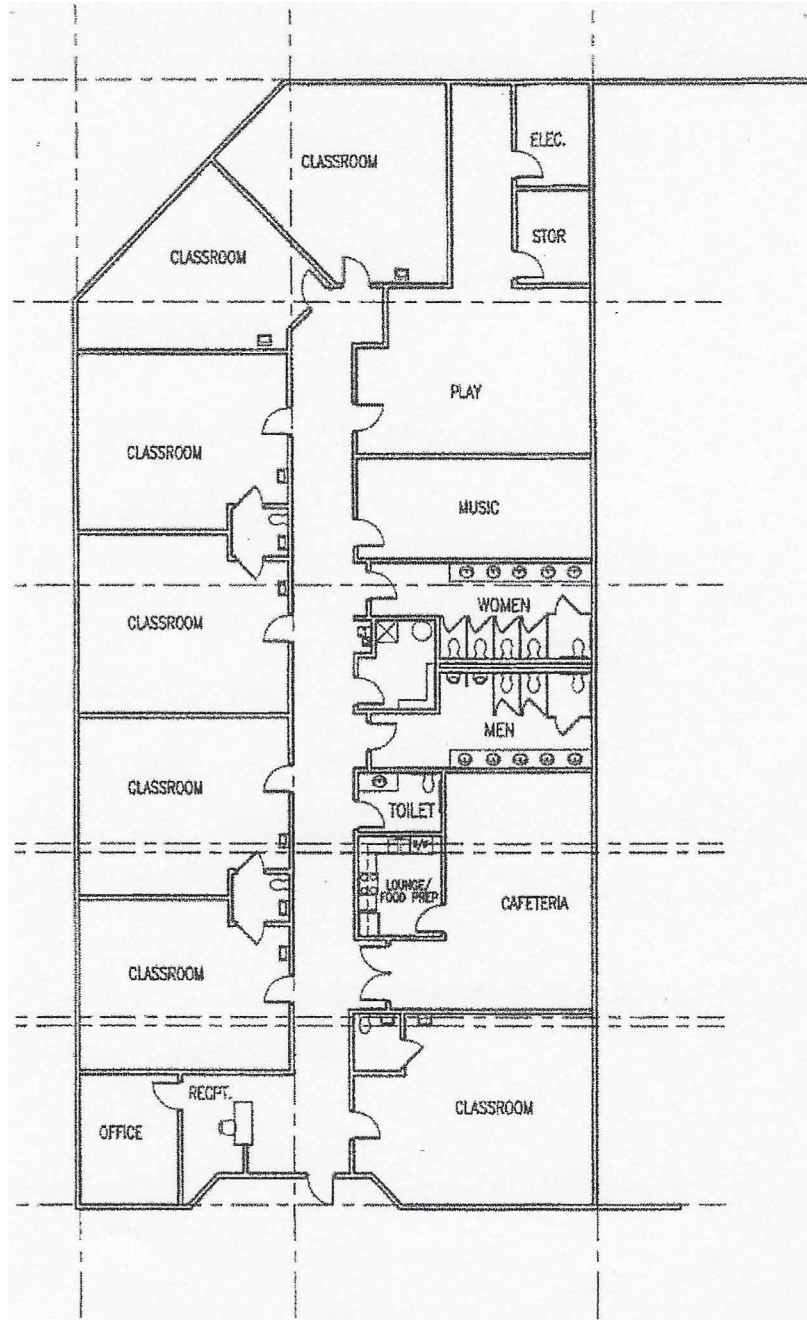 ELEC.
CLASSROOM
STOR
CLASSROOM
PLAY
CLASSROOM
MUSIC
WOMEN
CLASSROOM
MEN
CLASSROOM
TOILET
LOUNGE/
FOOD PREP
CAFETERIA
CLASSROOM
RECPT.
CLASSROOM
OFFICE